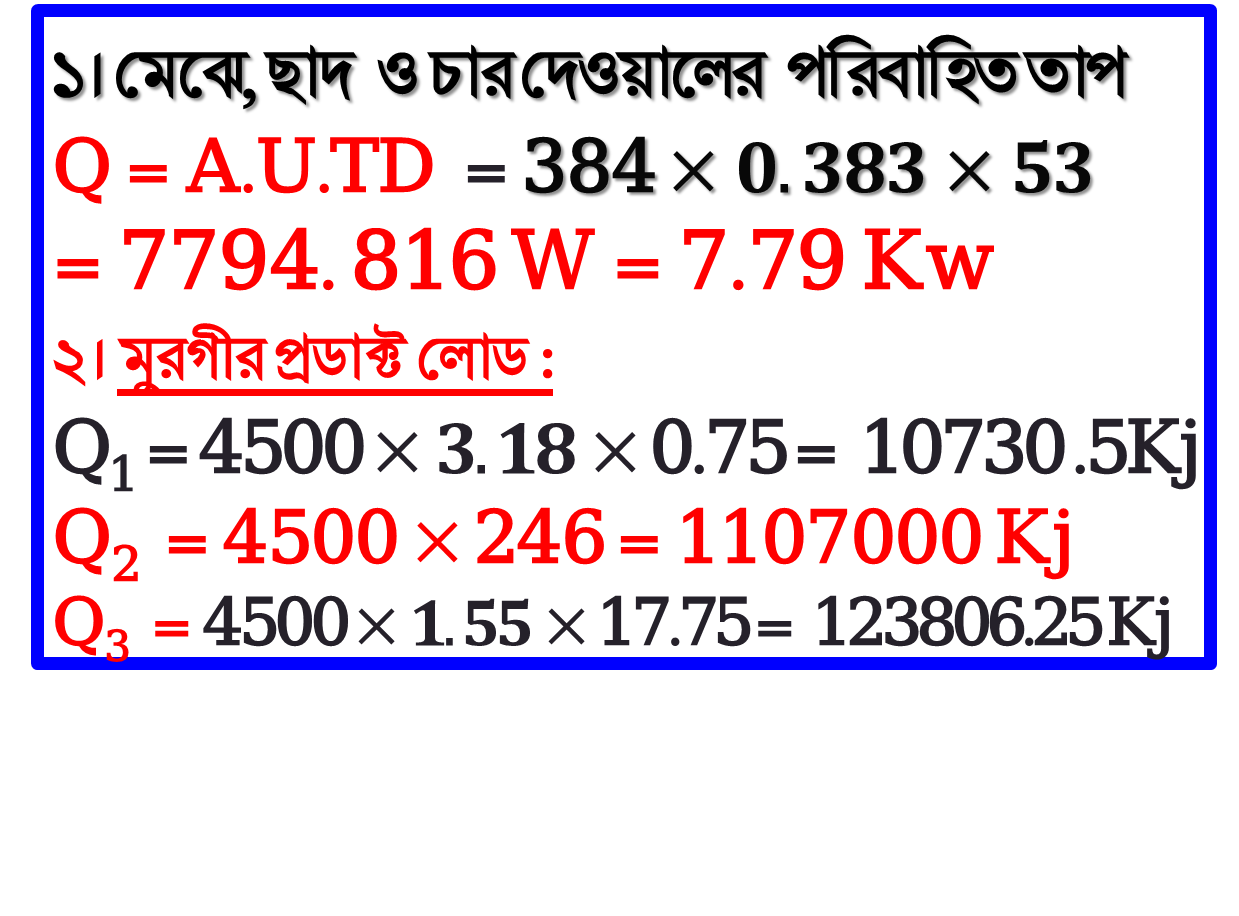 ১। মেঝে, ছাদ ও চার দেওয়ালের পরিবাহিত তাপ
Q = A.U.TD = 384 × 0.383 × 53
= 7794.816 W = 7.79 Kw
২। মুরগীর প্রডাক্ট লোড :
Q₁ = 4500 × 3.18 × 0.75 = 10730.5Kj
Q₂ = 4500 × 246 = 1107000 Kj
Q₃ = 4500 × 1.55 × 17.75 = 123806.25Kj